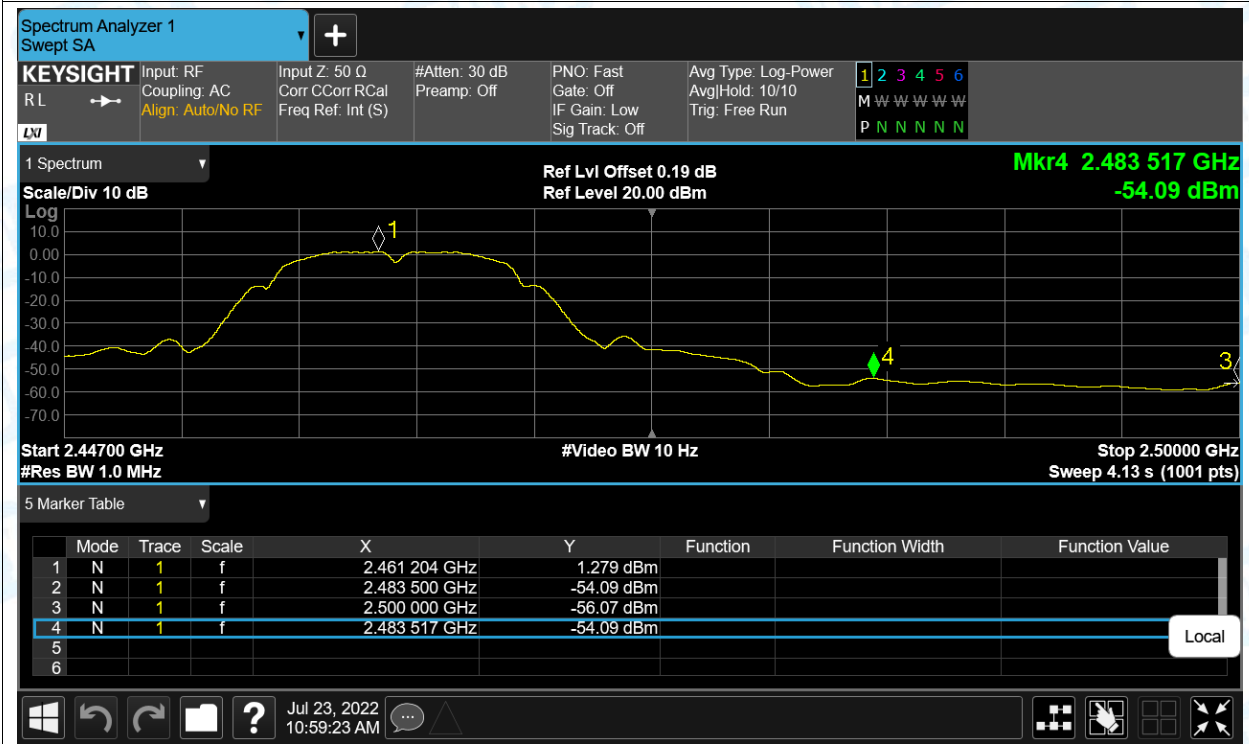 Spectrum Analyzer 1
Swept SA
KEYSIGHT
R L
LXI
Input: RF
Coupling: AC
Align: Auto/No RF
Input Z: 50 Ω
Corr CCorr RCal
Freq Ref: Int (S)
#Atten: 30 dB
Preamp: Off
PNO: Fast
Gate: Off
IF Gain: Low
Sig Track: Off
Avg Type: Log-Power
Avg|Hold: 10/10
Trig: Free Run
1 2 3 4 5 6
M W W W W W
P N N N N N
1 Spectrum
Scale/Div 10 dB
Ref Lvl Offset 0.19 dB
Ref Level 20.00 dBm
Mkr4 2.483 517 GHz
-54.09 dBm
Log
10.0
0.00
-10.0
-20.0
-30.0
-40.0
-50.0
-60.0
-70.0
1
4
3
Start 2.44700 GHz
#Res BW 1.0 MHz
#Video BW 10 Hz
Stop 2.50000 GHz
Sweep 4.13 s (1001 pts)
5 Marker Table
Mode Trace Scale X Y Function Function Width Function Value
1 N 1 f 2.461 204 GHz 1.279 dBm
2 N 1 f 2.483 500 GHz -54.09 dBm
3 N 1 f 2.500 000 GHz -56.07 dBm
4 N 1 f 2.483 517 GHz -54.09 dBm
5
6
Local
?
Jul 23, 2022
10:59:23 AM